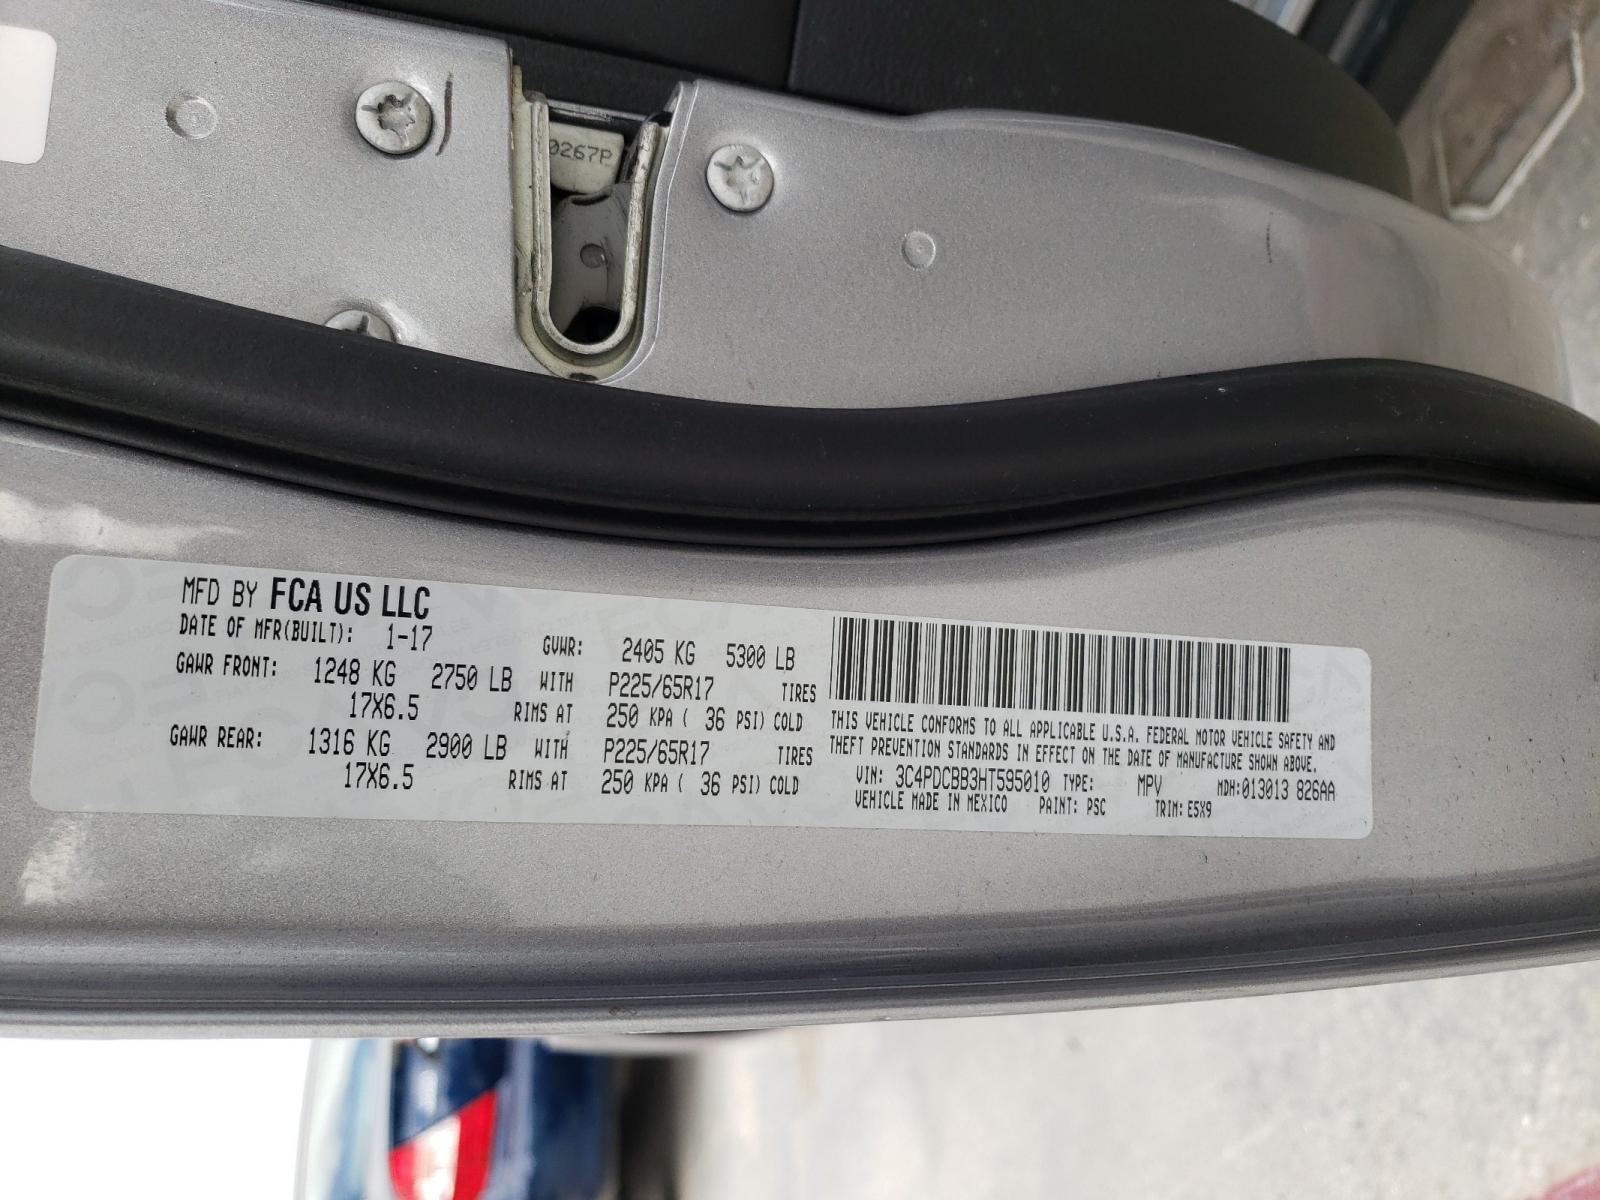 0267P
MFD BY FCA US LLC
DATE OF MFR(BUILT): 1-17 GVWR: 2405 KG 5300 LB
GAWR FRONT: 1248 KG 2750 LB WITH P225/65R17 TIRES
17X6.5 RIMS AT 250 KPA ( 36 PSI) COLD
GAWR REAR: 1316 KG 2900 LB WITH P225/65R17 TIRES
17X6.5 RIMS AT 250 KPA ( 36 PSI) COLD
THIS VEHICLE CONFORMS TO ALL APPLICABLE U.S.A. FEDERAL MOTOR VEHICLE SAFETY AND
THEFT PREVENTION STANDARDS IN EFFECT ON THE DATE OF MANUFACTURE SHOWN ABOVE.
VIN: 3C4PDCBB3HT595010 TYPE: MPV MDH:013013 826AA
VEHICLE MADE IN MEXICO PAINT: PSC TRIM: E5X9